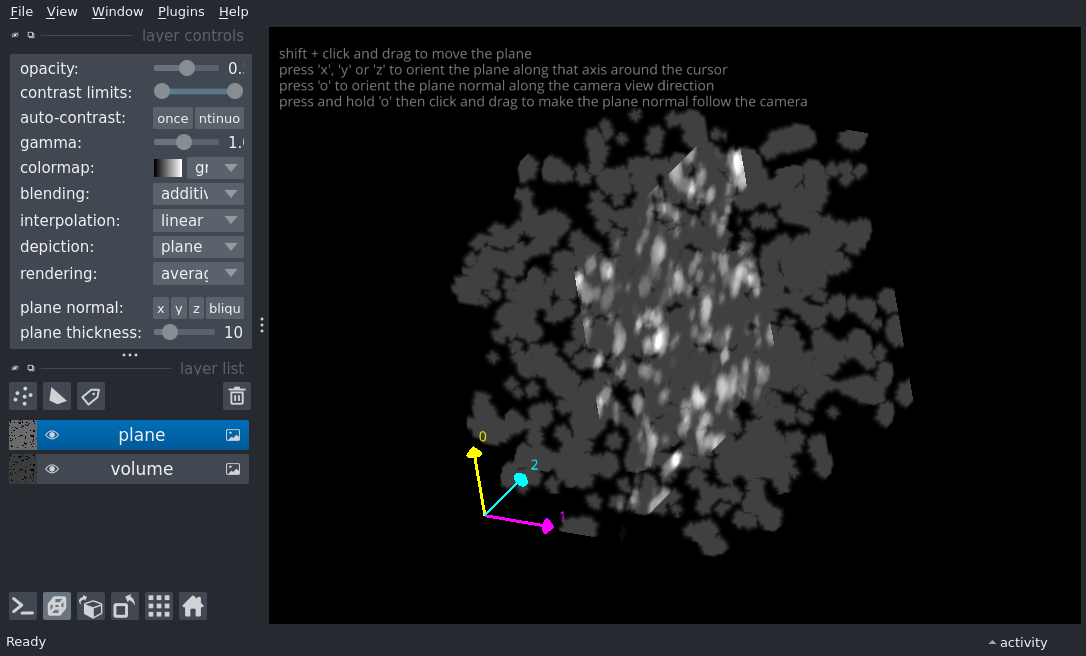 File View Window Plugins Help
layer controls
opacity: 0.
contrast limits:
auto-contrast: once ntinuo
gamma: 1.
colormap: gr
blending: additiv
interpolation: linear
depiction: plane
rendering: averag
plane normal: x y z bliqu
plane thickness: 10
layer list
plane
volume
Ready
shift + click and drag to move the plane
press 'x', 'y' or 'z' to orient the plane along that axis around the cursor
press 'o' to orient the plane normal along the camera view direction
press and hold 'o' then click and drag to make the plane normal follow the camera
0
2
1
activity